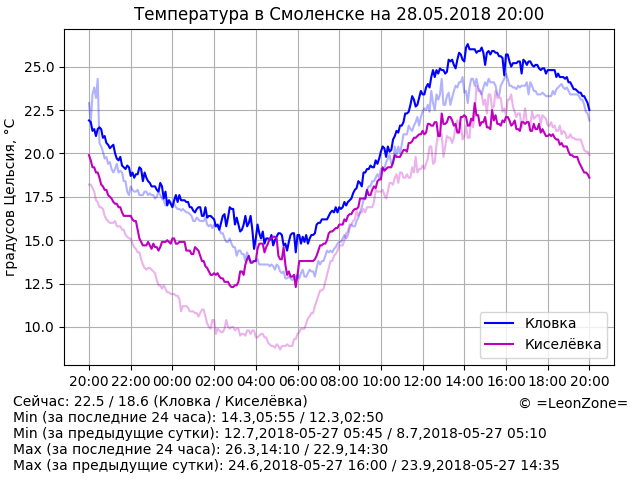 Температура в Смоленске на 28.05.2018 20:00
градусов Цельсия, °C
25.0
22.5
20.0
17.5
15.0
12.5
10.0
Кловка
Киселёвка
20:00 22:00 00:00 02:00 04:00 06:00 08:00 10:00 12:00 14:00 16:00 18:00 20:00
Сейчас: 22.5 / 18.6 (Кловка / Киселёвка)
© =LeonZone=
Min (за последние 24 часа): 14.3,05:55 / 12.3,02:50
Min (за предыдущие сутки): 12.7,2018-05-27 05:45 / 8.7,2018-05-27 05:10
Max (за последние 24 часа): 26.3,14:10 / 22.9,14:30
Max (за предыдущие сутки): 24.6,2018-05-27 16:00 / 23.9,2018-05-27 14:35